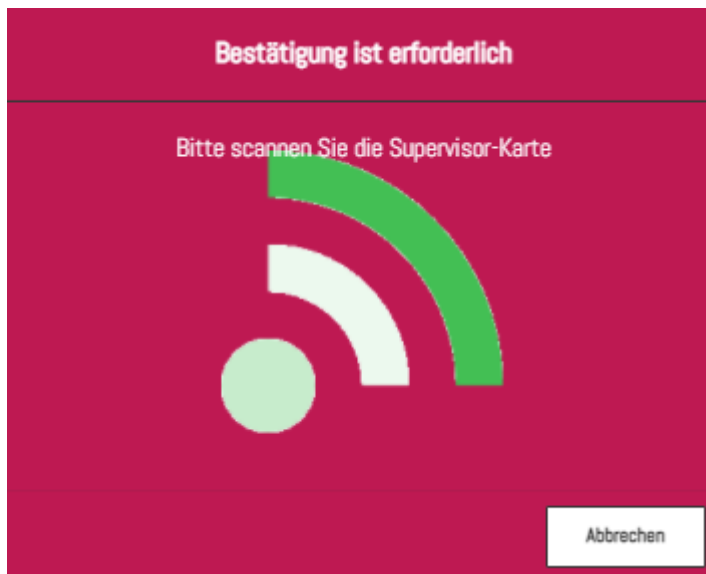 Bestätigung ist erforderlich
Bitte scannen Sie die Supervisor-Karte
Abbrechen